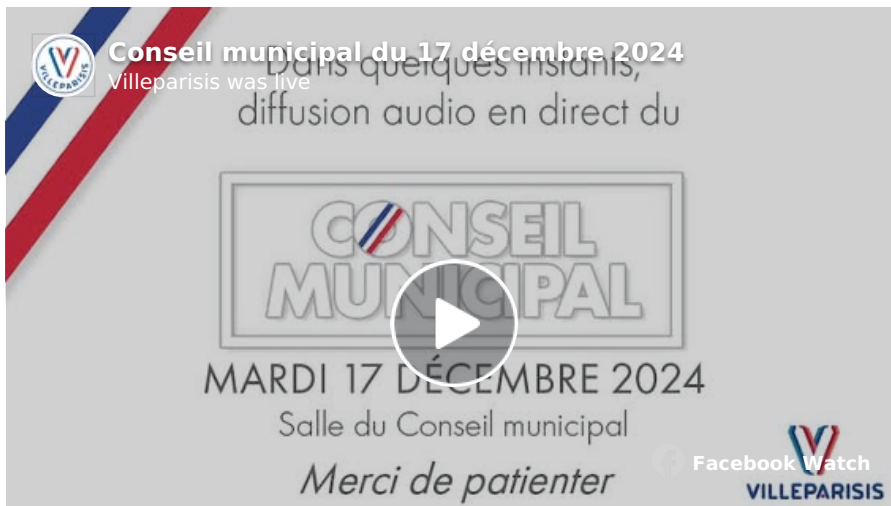 Conseil municipal du 17 décembre 2024
Villeparisis was live
Dans quelques instants,
diffusion audio en direct du
CONSEIL
MUNICIPAL
MARDI 17 DÉCEMBRE 2024
Salle du Conseil municipal
Merci de patienter
Facebook Watch
VILLEPARISIS
VILLEPARISIS